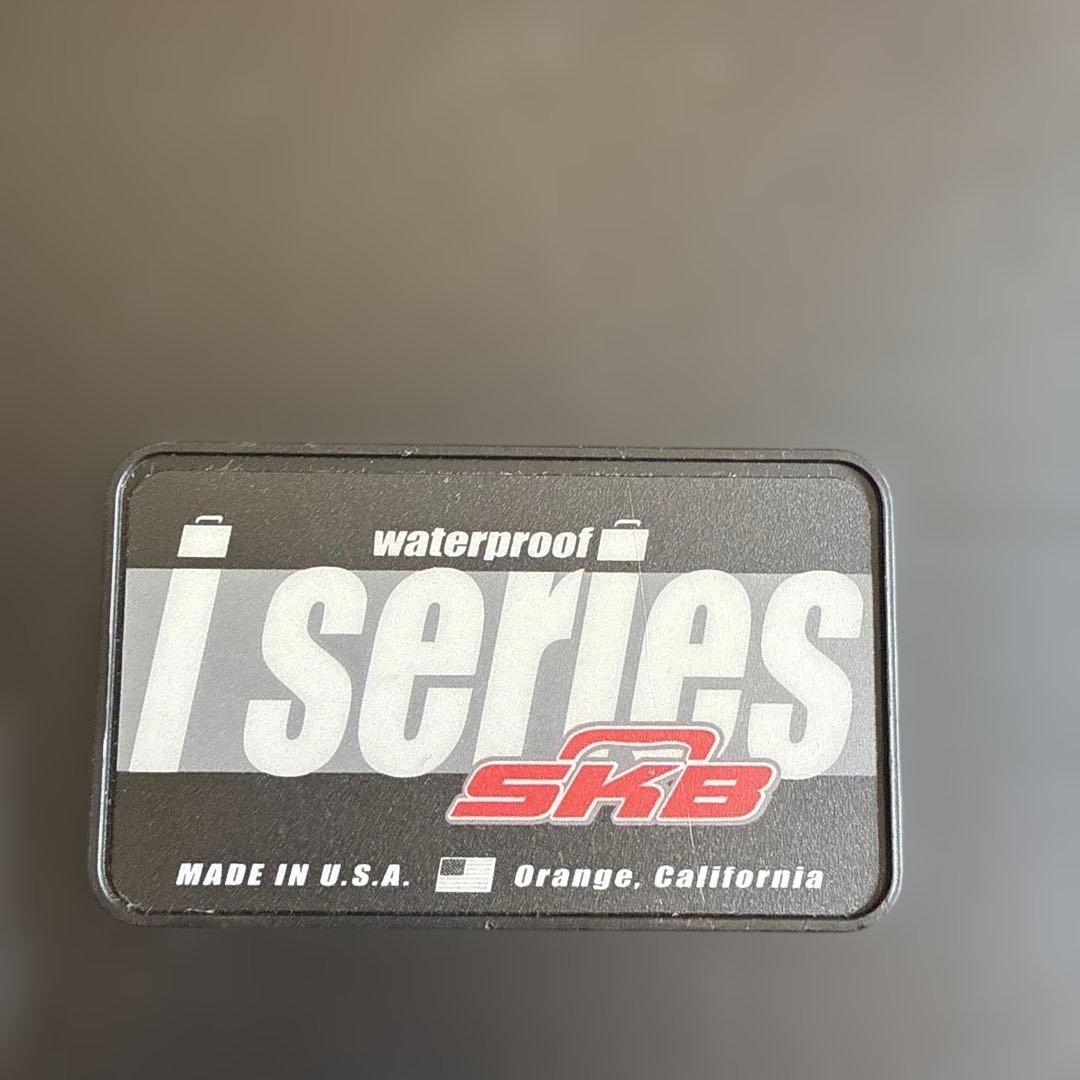 waterproof
i series
SKB
MADE IN U.S.A. Orange, California